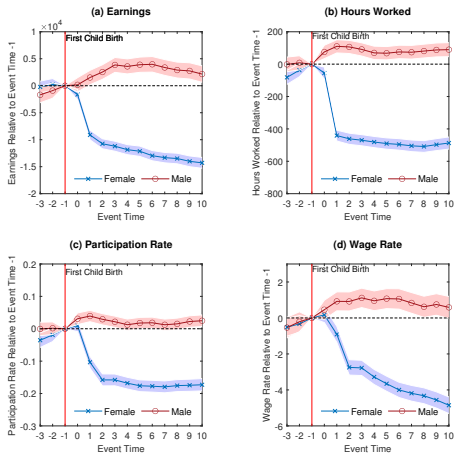 (a) Earnings
×10⁴
1
0.5
0
-0.5
-1
-1.5
-2
Earnings Relative to Event Time -1
First Child Birth
Female
Male
-3 -2 -1 0 1 2 3 4 5 6 7 8 9 10
Event Time
(b) Hours Worked
200
0
-200
-400
-600
-800
Hours Worked Relative to Event Time -1
First Child Birth
Female
Male
-3 -2 -1 0 1 2 3 4 5 6 7 8 9 10
Event Time
(c) Participation Rate
0.2
0.1
0
-0.1
-0.2
-0.3
Participation Rate Relative to Event Time -1
First Child Birth
Female
Male
-3 -2 -1 0 1 2 3 4 5 6 7 8 9 10
Event Time
(d) Wage Rate
2
0
-2
-4
-6
Wage Rate Relative to Event Time -1
First Child Birth
Female
Male
-3 -2 -1 0 1 2 3 4 5 6 7 8 9 10
Event Time